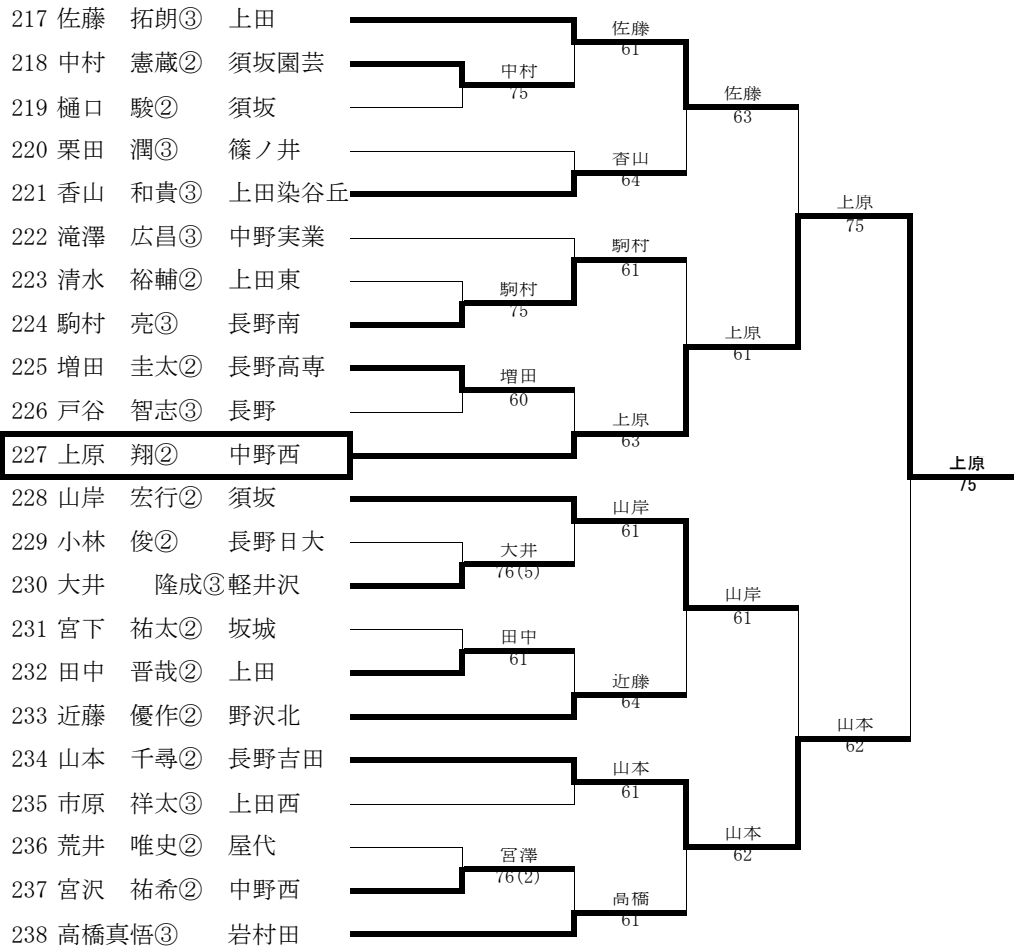 217 佐藤　拓朗③　上田
218 中村　憲蔵②　須坂園芸
219 樋口　駿②　須坂
220 栗田　潤③　篠ノ井
221 香山　和貴③　上田染谷丘
222 滝澤　広昌③　中野実業
223 清水　裕輔②　上田東
224 駒村　亮③　長野南
225 増田　圭太②　長野高専
226 戸谷　智志③　長野
227 上原　翔②　中野西
228 山岸　宏行②　須坂
229 小林　俊②　長野日大
230 大井　隆成③軽井沢
231 宮下　祐太②　坂城
232 田中　晋哉②　上田
233 近藤　優作②　野沢北
234 山本　千尋②　長野吉田
235 市原　祥太③　上田西
236 荒井　唯史②　屋代
237 宮沢　祐希②　中野西
238 高橋真悟③　岩村田
中村
75
駒村
75
増田
60
大井
76(5)
田中
61
宮澤
76(2)
佐藤
61
香山
64
駒村
61
上原
63
山岸
61
近藤
64
山本
61
高橋
61
佐藤
63
上原
61
山岸
61
山本
62
上原
75
山本
62
上原
75